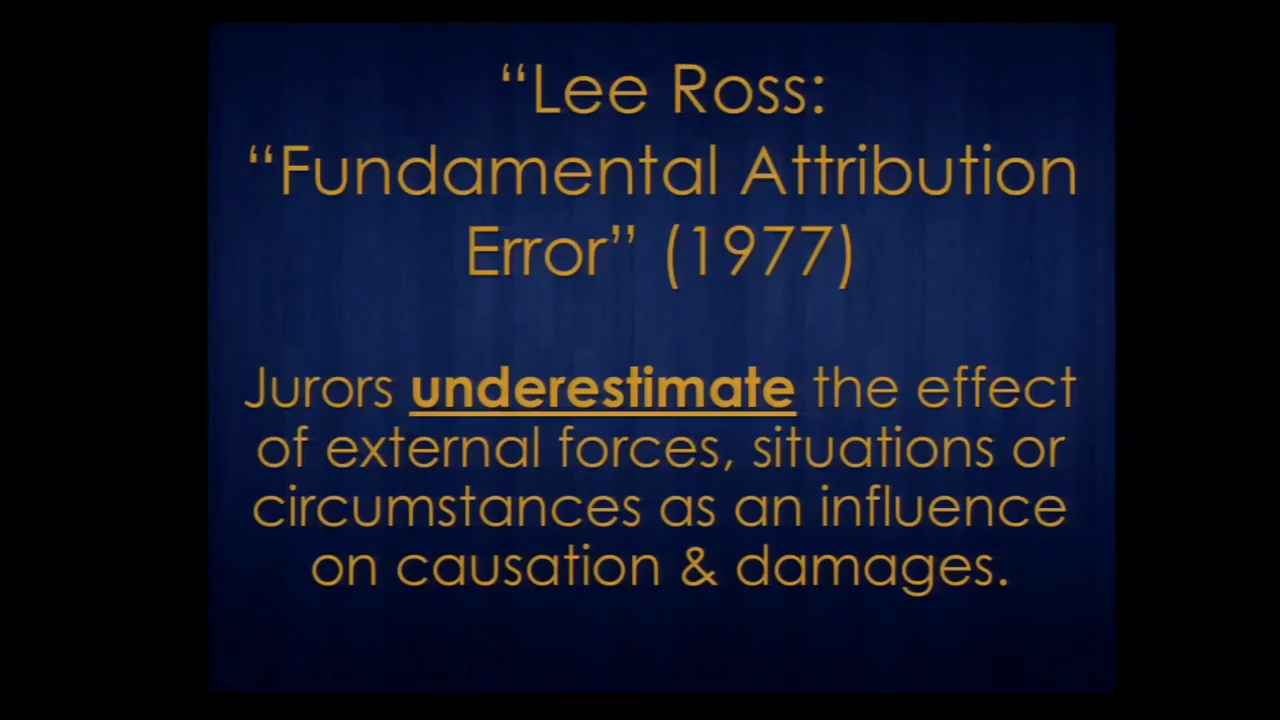 “Lee Ross:
“Fundamental Attribution
Error” (1977)
Jurors underestimate the effect
of external forces, situations or
circumstances as an influence
on causation & damages.